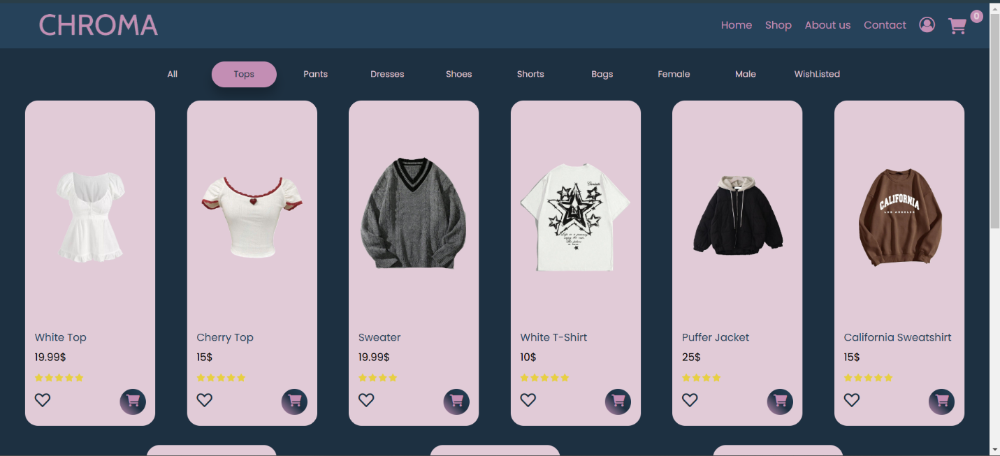 CHROMA
Home Shop About us Contact 0
All Tops Pants Dresses Shoes Shorts Bags Female Male WishListed
CALIFORNIA
LOS ANGELES
White Top Cherry Top Sweater White T-Shirt Puffer Jacket California Sweatshirt
19.99$ 15$ 19.99$ 10$ 25$ 15$